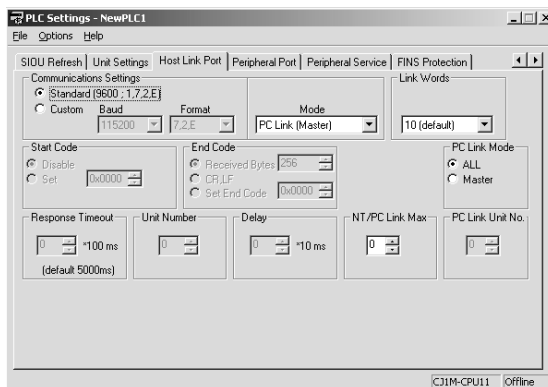 PLC Settings - NewPLC1
File Options Help
SIOU Refresh Unit Settings Host Link Port Peripheral Port Peripheral Service FINS Protection
Communications Settings
Link Words
Standard (9600 ; 1,7,2,E)
Custom Baud Format Mode
115200 7,2,E PC Link (Master) 10 (default)
Start Code End Code PC Link Mode
Disable Received Bytes 256 ALL
Set 0x0000 CR,LF Master
Set End Code 0x0000
Response Timeout Unit Number Delay NT/PC Link Max PC Link Unit No.
0 *100 ms 0 0 *10 ms 0 0
(default 5000ms)
CJ1M-CPU11 Offline